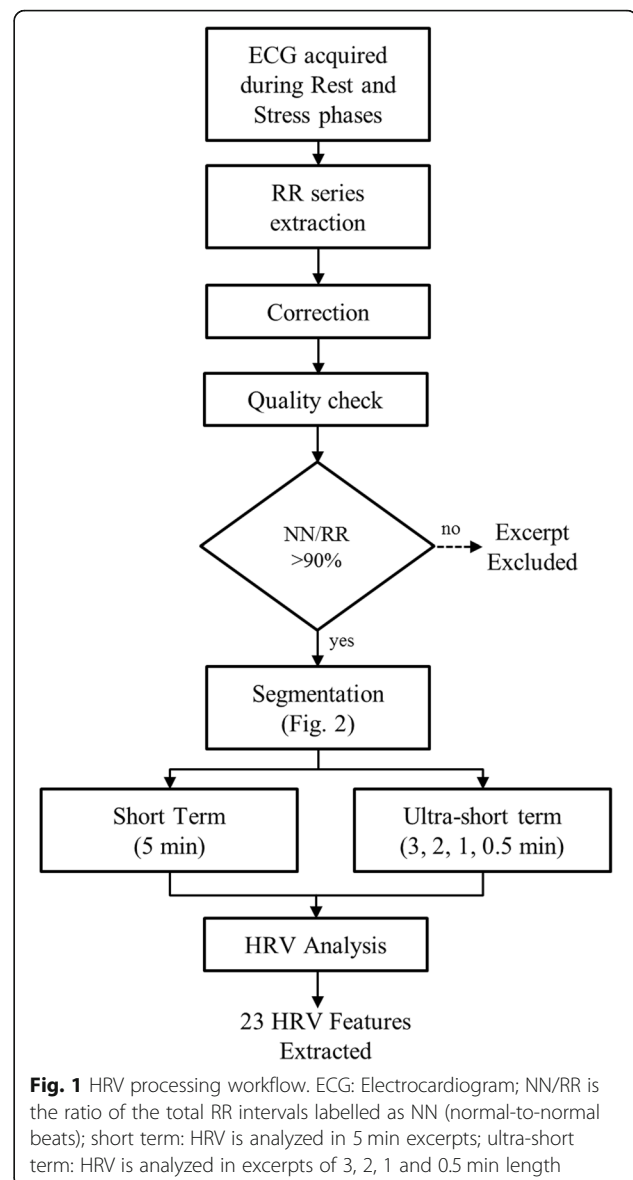 ECG acquired
during Rest and
Stress phases
RR series
extraction
Correction
Quality check
NN/RR
>90%
no
Excerpt
Excluded
yes
Segmentation
(Fig. 2)
Short Term
(5 min)
Ultra-short term
(3, 2, 1, 0.5 min)
HRV Analysis
23 HRV Features
Extracted
Fig. 1 HRV processing workflow. ECG: Electrocardiogram; NN/RR is
the ratio of the total RR intervals labelled as NN (normal-to-normal
beats); short term: HRV is analyzed in 5 min excerpts; ultra-short
term: HRV is analyzed in excerpts of 3, 2, 1 and 0.5 min length